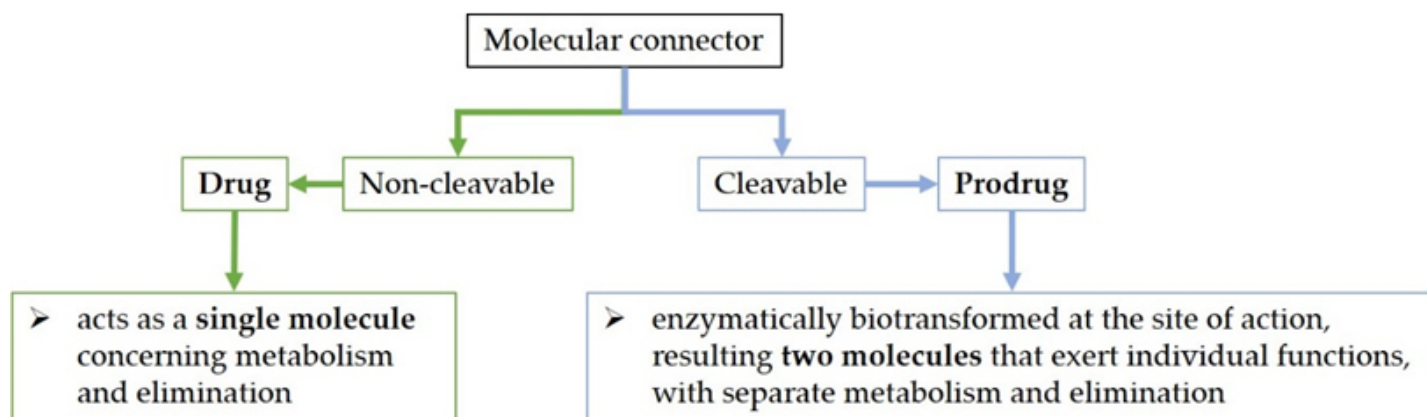 Molecular connector
Drug
Non-cleavable
Cleavable
Prodrug
➢ acts as a single molecule
concerning metabolism
and elimination
➢ enzymatically biotransformed at the site of action,
resulting two molecules that exert individual functions,
with separate metabolism and elimination